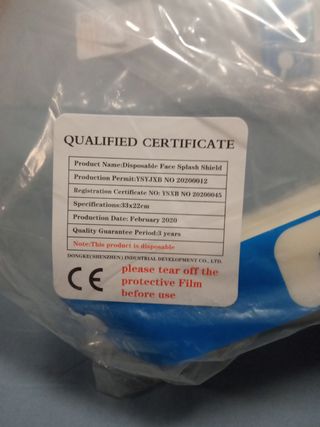 QUALIFIED CERTIFICATE
Product Name:Disposable Face Splash Shield
Production Permit:YSYJXB NO 20200012
Registration Certificate NO: YSXB NO 20200045
Specifications:33x22cm
Production Date: February 2020
Quality Guarantee Period:3 years
Note:This product is disposable
DONGKE(SHENZHEN) INDUSTRIAL DEVELOPMENT CO., LTD.
CE
please tear off the
protective Film
before use